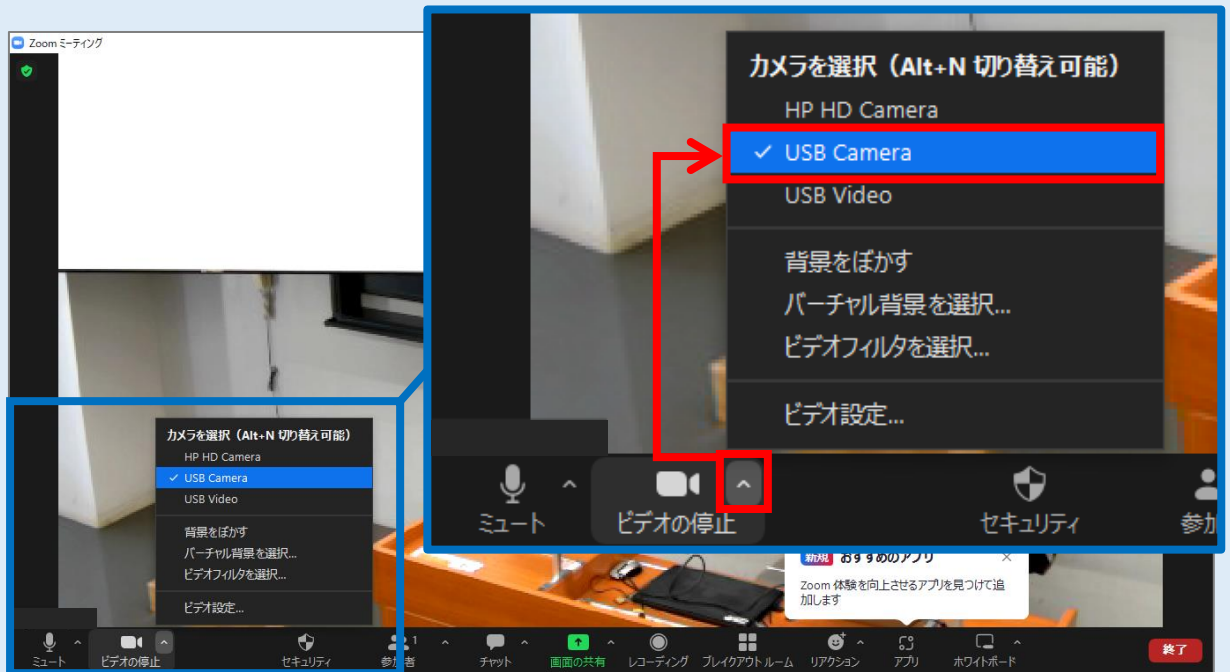 Zoom ミーティング
カメラを選択（Alt+N 切り替え可能）
HP HD Camera
✓ USB Camera
USB Video
背景をぼかす
バーチャル背景を選択...
ビデオフィルタを選択...
ビデオ設定...
ミュート
ビデオの停止
セキュリティ
参加
カメラを選択（Alt+N 切り替え可能）
HP HD Camera
✓ USB Camera
USB Video
背景をぼかす
バーチャル背景を選択...
ビデオフィルタを選択...
ビデオ設定...
新規 おすすめのアプリ ×
Zoom 体験を向上させるアプリを見つけて追
加します
ミュート
ビデオの停止
セキュリティ
参加者 1
チャット
画面の共有
レコーディング
ブレイクアウトルーム
リアクション
アプリ
ホワイトボード
終了